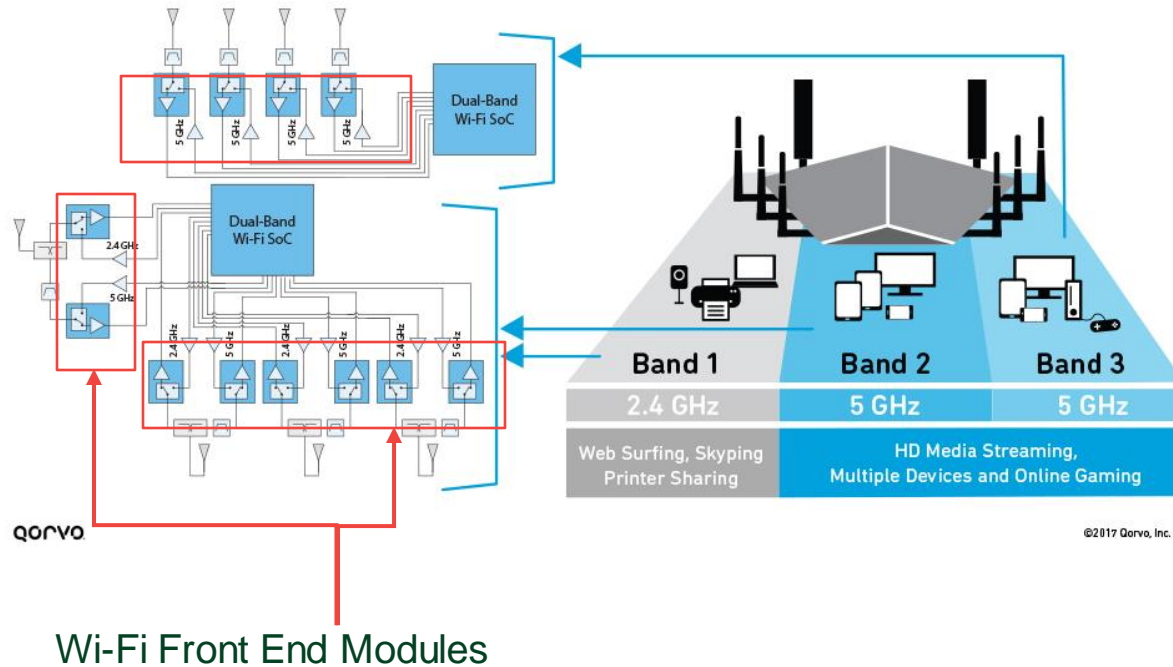 5 GHz
5 GHz
5 GHz
5 GHz
Dual-Band
Wi-Fi SoC
Dual-Band
Wi-Fi SoC
2.4 GHz
5 GHz
2.4 GHz
5 GHz
2.4 GHz
5 GHz
2.4 GHz
5 GHz
Band 1
Band 2
Band 3
2.4 GHz
5 GHz
5 GHz
Web Surfing, Skyping
Printer Sharing
HD Media Streaming,
Multiple Devices and Online Gaming
QORVO
©2017 Qorvo, Inc.
Wi-Fi Front End Modules